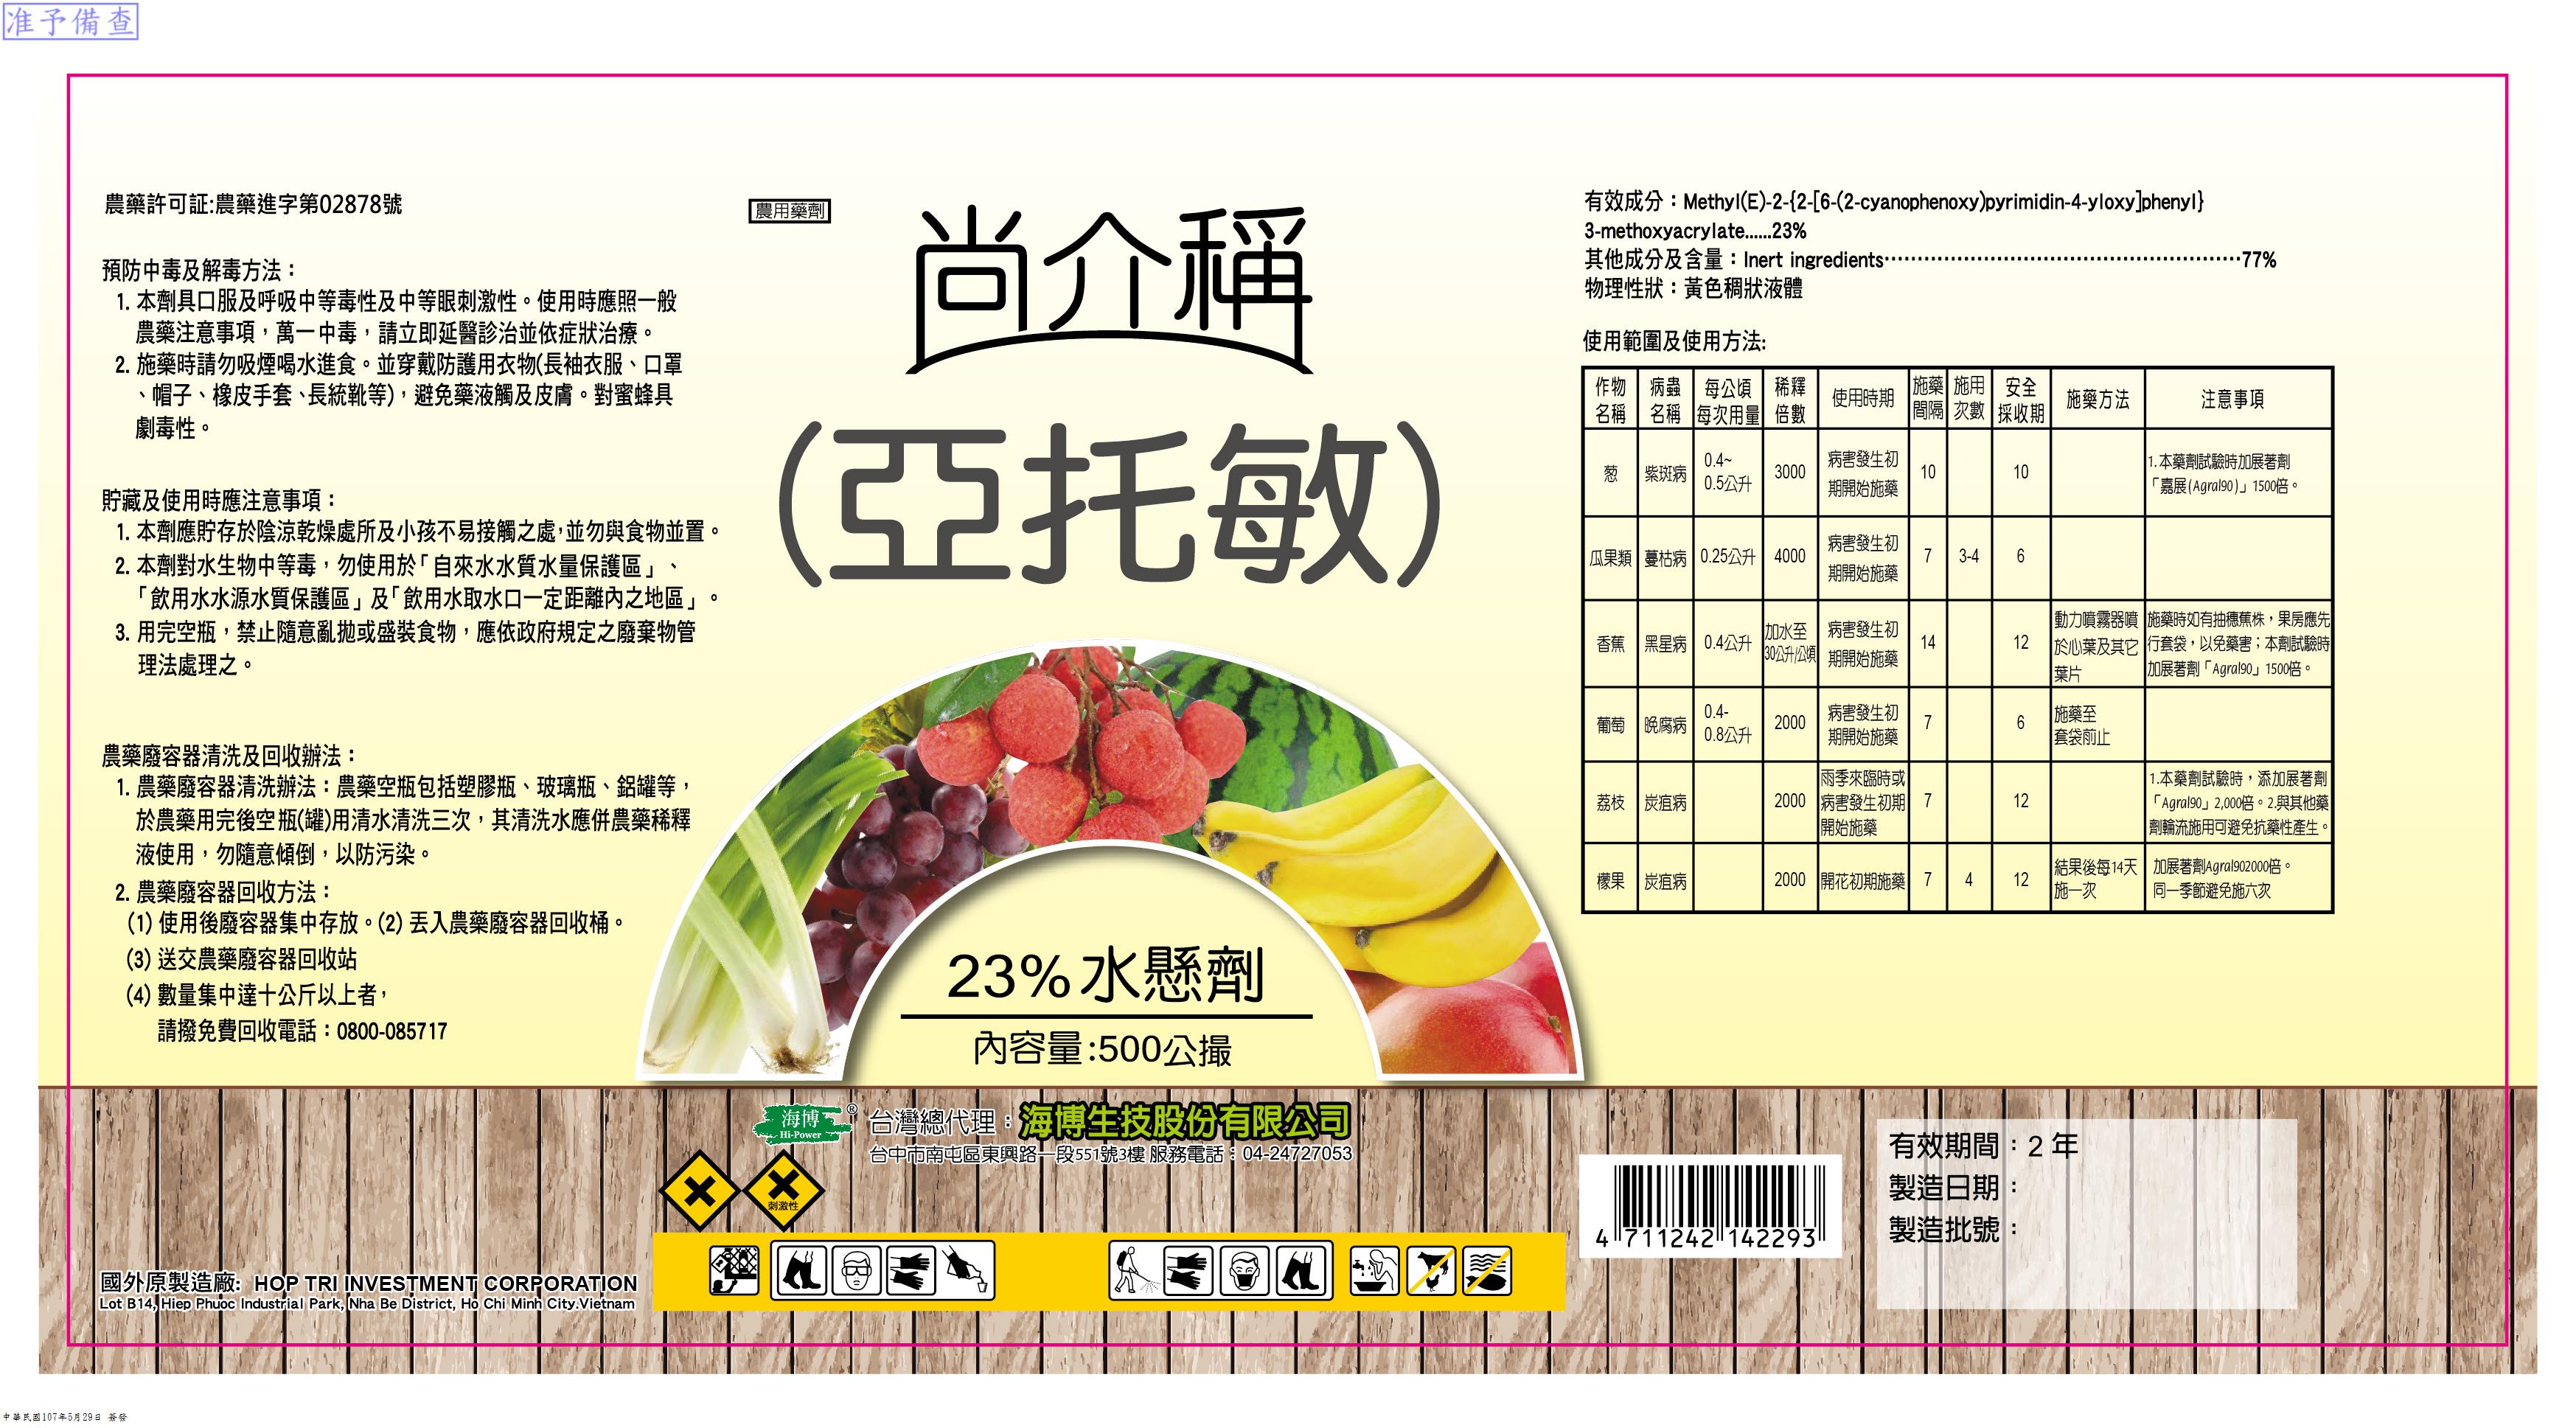 准予備查
農藥許可証:農藥進字第02878號
預防中毒及解毒方法：
1. 本劑具口服及呼吸中等毒性及中等眼刺激性。使用時應照一般
農藥注意事項，萬一中毒，請立即延醫診治並依症狀治療。
2. 施藥時請勿吸煙喝水進食。並穿戴防護用衣物(長袖衣服、口罩
、帽子、橡皮手套、長統靴等)，避免藥液觸及皮膚。對蜜蜂具
劇毒性。
貯藏及使用時應注意事項：
1. 本劑應貯存於陰涼乾燥處所及小孩不易接觸之處，並勿與食物並置。
2. 本劑對水生物中等毒，勿使用於「自來水水質水量保護區」、
「飲用水水源水質保護區」及「飲用水取水口一定距離內之地區」。
3. 用完空瓶，禁止隨意亂拋或盛裝食物，應依政府規定之廢棄物管
理法處理之。
農藥廢容器清洗及回收辦法：
1. 農藥廢容器清洗辦法：農藥空瓶包括塑膠瓶、玻璃瓶、鋁罐等，
於農藥用完後空瓶(罐)用清水清洗三次，其清洗水應併農藥稀釋
液使用，勿隨意傾倒，以防污染。
2. 農藥廢容器回收方法：
(1) 使用後廢容器集中存放。(2) 丟入農藥廢容器回收桶。
(3) 送交農藥廢容器回收站
(4) 數量集中達十公斤以上者，
請撥免費回收電話：0800-085717
國外原製造廠: HOP TRI INVESTMENT CORPORATION
Lot B14, Hiep Phuoc Industrial Park, Nha Be District, Ho Chi Minh City.Vietnam
農用藥劑
尚介稱
(亞托敏)
23% 水懸劑
內容量:500公撮
海博
Hi-Power
®
台灣總代理：海博生技股份有限公司
台中市南屯區東興路一段551號3樓 服務電話：04-24727053
刺激性
有效成分：Methyl(E)-2-{2-[6-(2-cyanophenoxy)pyrimidin-4-yloxy]phenyl}
3-methoxyacrylate......23%
其他成分及含量：Inert ingredients……………………………………………77%
物理性狀：黃色稠狀液體
使用範圍及使用方法:
作物名稱 病蟲名稱 每公頃每次用量 稀釋倍數 使用時期 施藥間隔 施用次數 安全採收期 施藥方法 注意事項
葱 紫斑病 0.4~0.5公升 3000 病害發生初期開始施藥 10 10 1.本藥劑試驗時加展著劑「嘉展(Agral90)」1500倍。
瓜果類 蔓枯病 0.25公升 4000 病害發生初期開始施藥 7 3-4 6
香蕉 黑星病 0.4公升 加水至30公升/公頃 病害發生初期開始施藥 14 12 動力噴霧器噴於心葉及其它葉片 施藥時如有抽穗蕉株，果房應先行套袋，以免藥害；本劑試驗時加展著劑「Agral90」1500倍。
葡萄 晚腐病 0.4-0.8公升 2000 病害發生初期開始施藥 7 6 施藥至套袋前止
荔枝 炭疽病 2000 雨季來臨時或病害發生初期開始施藥 7 12 1.本藥劑試驗時，添加展著劑「Agral90」2,000倍。2.與其他藥劑輪流施用可避免抗藥性產生。
檬果 炭疽病 2000 開花初期施藥 7 4 12 結果後每14天施一次 加展著劑Agral902000倍。同一季節避免施六次
4 711242 142293
有效期間：2 年
製造日期：
製造批號：
中華民國107年5月29日 簽發